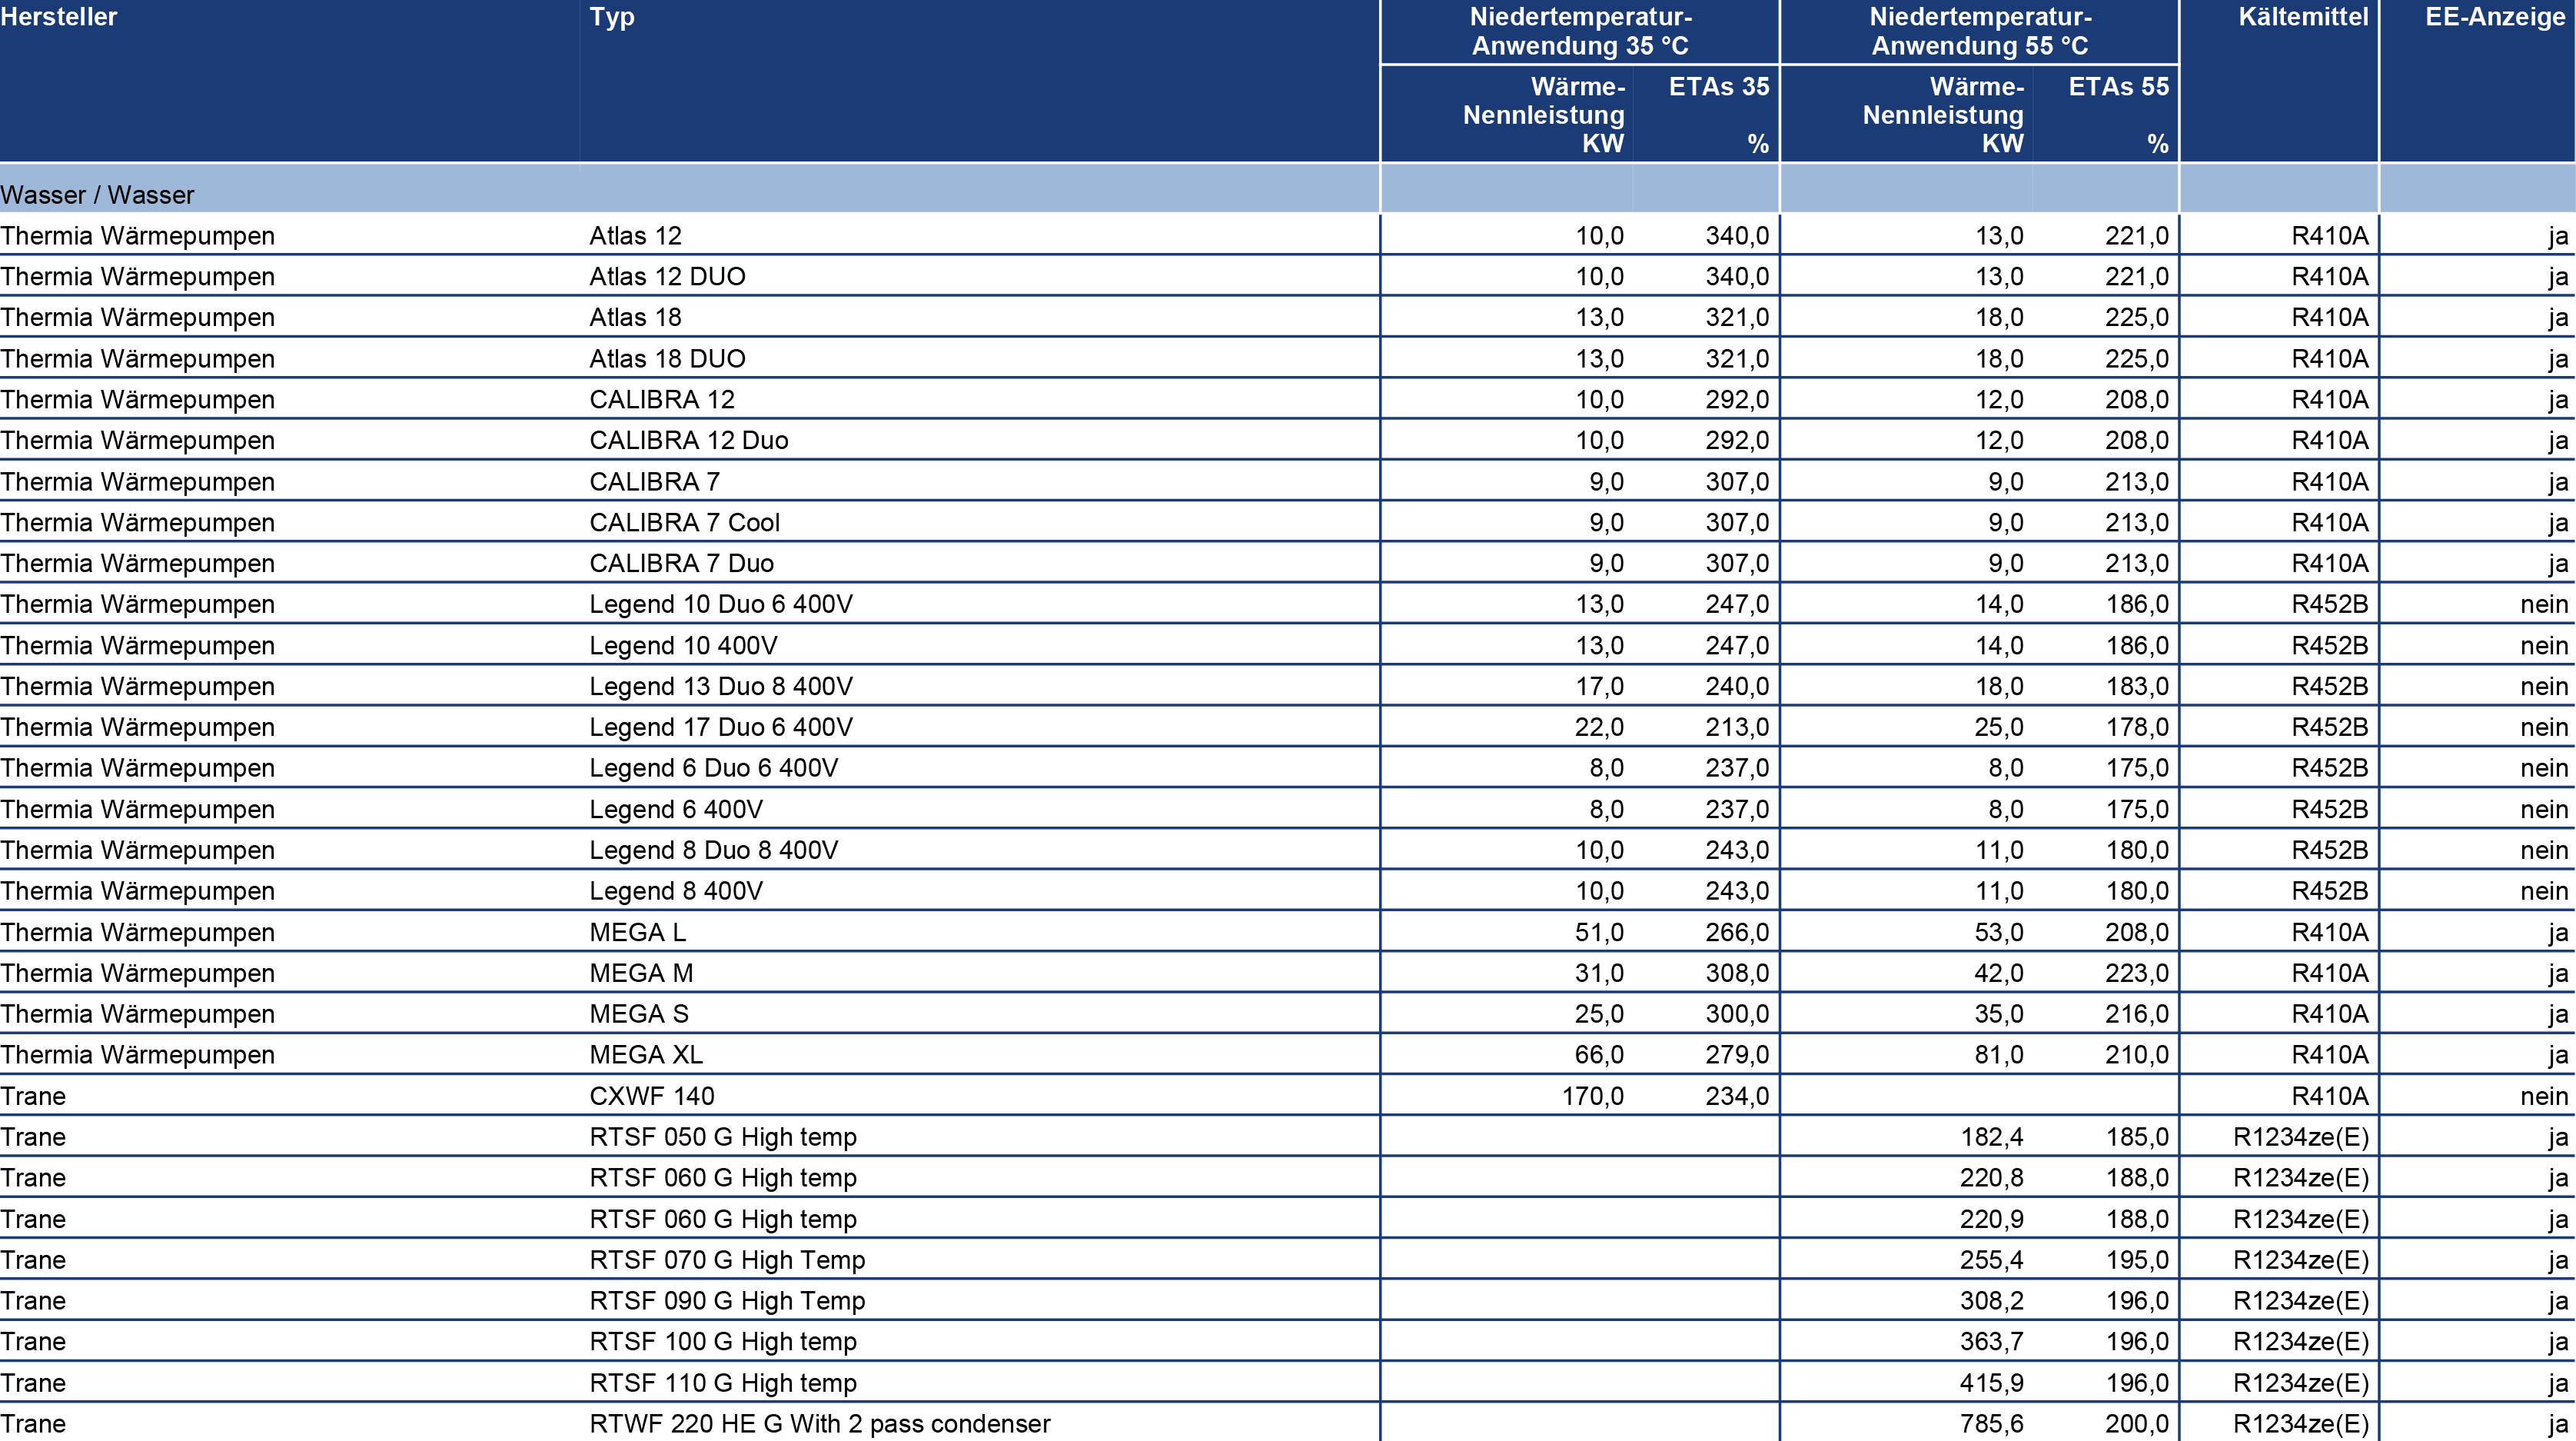 Hersteller Typ Niedertemperatur- Niedertemperatur- Kältemittel EE-Anzeige
Anwendung 35 °C Anwendung 55 °C
Wärme- ETAs 35 Wärme- ETAs 55
Nennleistung Nennleistung
KW % KW %
Wasser / Wasser
Thermia Wärmepumpen Atlas 12 10,0 340,0 13,0 221,0 R410A ja
Thermia Wärmepumpen Atlas 12 DUO 10,0 340,0 13,0 221,0 R410A ja
Thermia Wärmepumpen Atlas 18 13,0 321,0 18,0 225,0 R410A ja
Thermia Wärmepumpen Atlas 18 DUO 13,0 321,0 18,0 225,0 R410A ja
Thermia Wärmepumpen CALIBRA 12 10,0 292,0 12,0 208,0 R410A ja
Thermia Wärmepumpen CALIBRA 12 Duo 10,0 292,0 12,0 208,0 R410A ja
Thermia Wärmepumpen CALIBRA 7 9,0 307,0 9,0 213,0 R410A ja
Thermia Wärmepumpen CALIBRA 7 Cool 9,0 307,0 9,0 213,0 R410A ja
Thermia Wärmepumpen CALIBRA 7 Duo 9,0 307,0 9,0 213,0 R410A ja
Thermia Wärmepumpen Legend 10 Duo 6 400V 13,0 247,0 14,0 186,0 R452B nein
Thermia Wärmepumpen Legend 10 400V 13,0 247,0 14,0 186,0 R452B nein
Thermia Wärmepumpen Legend 13 Duo 8 400V 17,0 240,0 18,0 183,0 R452B nein
Thermia Wärmepumpen Legend 17 Duo 6 400V 22,0 213,0 25,0 178,0 R452B nein
Thermia Wärmepumpen Legend 6 Duo 6 400V 8,0 237,0 8,0 175,0 R452B nein
Thermia Wärmepumpen Legend 6 400V 8,0 237,0 8,0 175,0 R452B nein
Thermia Wärmepumpen Legend 8 Duo 8 400V 10,0 243,0 11,0 180,0 R452B nein
Thermia Wärmepumpen Legend 8 400V 10,0 243,0 11,0 180,0 R452B nein
Thermia Wärmepumpen MEGA L 51,0 266,0 53,0 208,0 R410A ja
Thermia Wärmepumpen MEGA M 31,0 308,0 42,0 223,0 R410A ja
Thermia Wärmepumpen MEGA S 25,0 300,0 35,0 216,0 R410A ja
Thermia Wärmepumpen MEGA XL 66,0 279,0 81,0 210,0 R410A ja
Trane CXWF 140 170,0 234,0 R410A nein
Trane RTSF 050 G High temp 182,4 185,0 R1234ze(E) ja
Trane RTSF 060 G High temp 220,8 188,0 R1234ze(E) ja
Trane RTSF 060 G High temp 220,9 188,0 R1234ze(E) ja
Trane RTSF 070 G High Temp 255,4 195,0 R1234ze(E) ja
Trane RTSF 090 G High Temp 308,2 196,0 R1234ze(E) ja
Trane RTSF 100 G High temp 363,7 196,0 R1234ze(E) ja
Trane RTSF 110 G High temp 415,9 196,0 R1234ze(E) ja
Trane RTWF 220 HE G With 2 pass condenser 785,6 200,0 R1234ze(E) ja